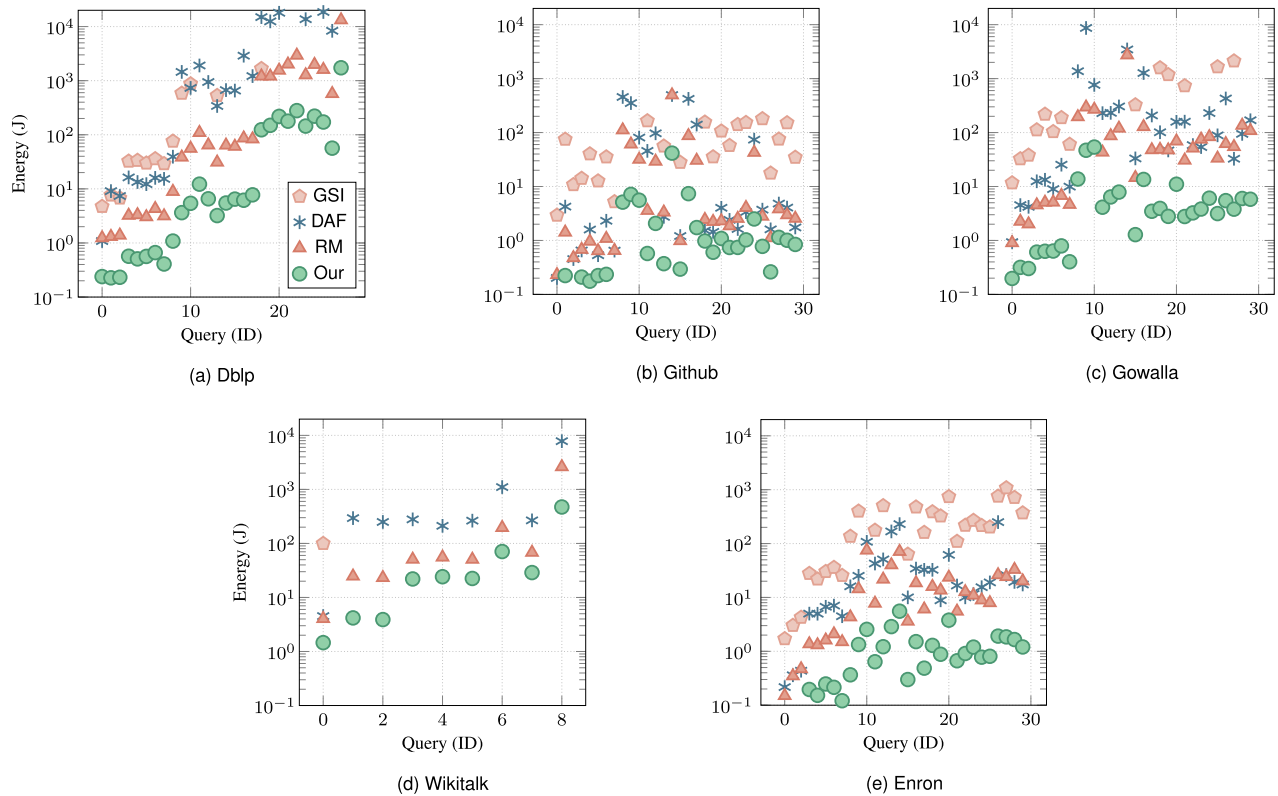 Energy (J)
10^4
10^3
10^2
10^1
10^0
10^−1
GSI
DAF
RM
Our
0 10 20
Query (ID)
(a) Dblp
10^4
10^3
10^2
10^1
10^0
10^−1
0 10 20 30
Query (ID)
(b) Github
10^4
10^3
10^2
10^1
10^0
10^−1
0 10 20 30
Query (ID)
(c) Gowalla
Energy (J)
10^4
10^3
10^2
10^1
10^0
10^−1
0 2 4 6 8
Query (ID)
(d) Wikitalk
10^4
10^3
10^2
10^1
10^0
10^−1
0 10 20 30
Query (ID)
(e) Enron